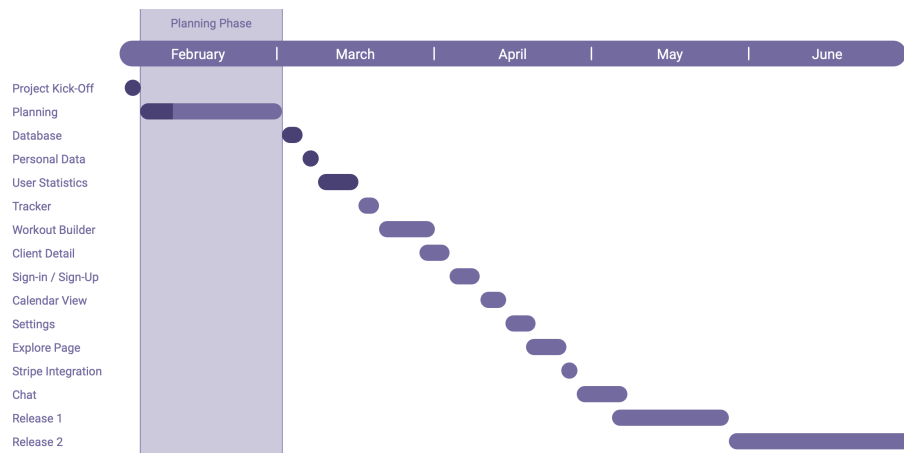 Planning Phase
February | March | April | May | June
Project Kick-Off
Planning
Database
Personal Data
User Statistics
Tracker
Workout Builder
Client Detail
Sign-in / Sign-Up
Calendar View
Settings
Explore Page
Stripe Integration
Chat
Release 1
Release 2